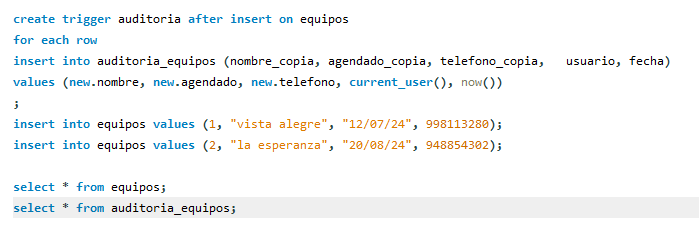 create trigger auditoria after insert on equipos
for each row
insert into auditoria_equipos (nombre_copia, agendado_copia, telefono_copia,   usuario, fecha)
values (new.nombre, new.agendado, new.telefono, current_user(), now())
;
insert into equipos values (1, "vista alegre", "12/07/24", 998113280);
insert into equipos values (2, "la esperanza", "20/08/24", 948854302);
select * from equipos;
select * from auditoria_equipos;